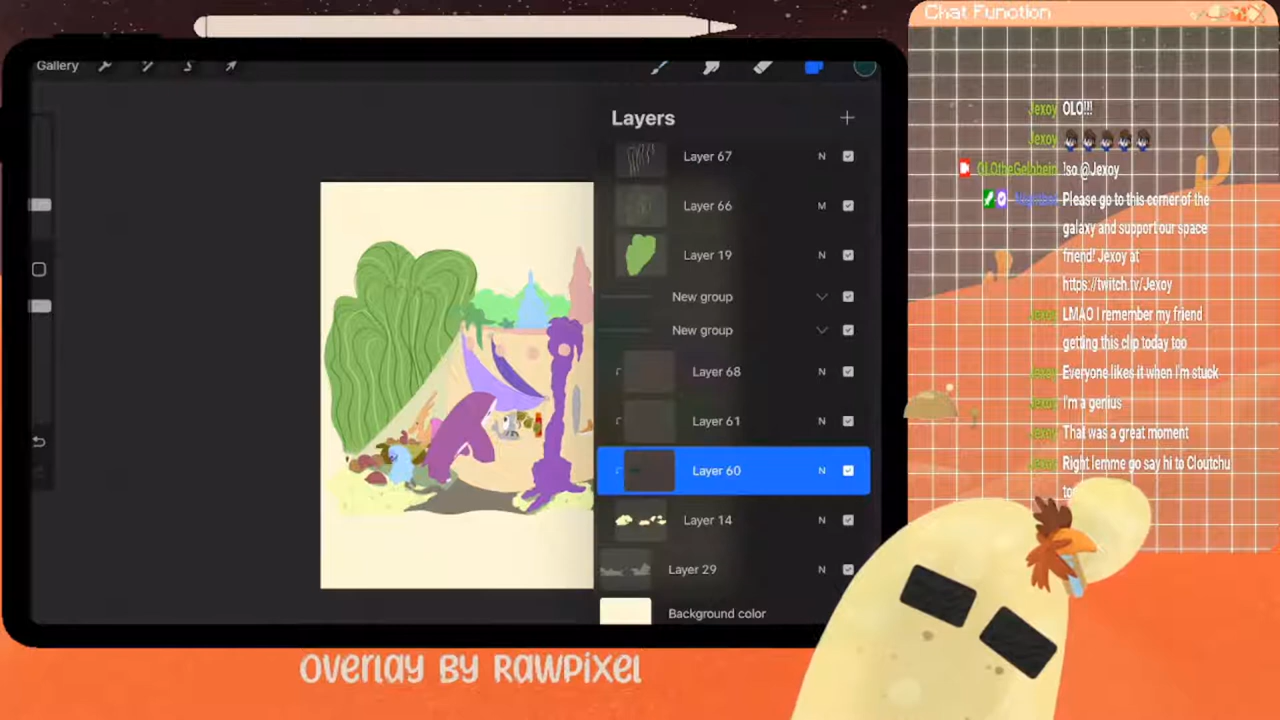 Chat Function
Gallery
Layers
Layer 67 N
Layer 66 M
Layer 19 N
New group
New group
Layer 68 N
Layer 61 N
Layer 60 N
Layer 14 N
Layer 29 N
Background color
Jexoy OLO!!!
Jexoy
OLOtheGelbbein !so @Jexoy
Please go to this corner of the
galaxy and support our space
friend! Jexoy at
https://twitch.tv/Jexoy
Jexoy LMAO I remember my friend
getting this clip today too
Jexoy Everyone likes it when I'm stuck
Jexoy I'm a genius
Jexoy That was a great moment
Jexoy Right lemme go say hi to Cloutchu
Overlay by Rawpixel